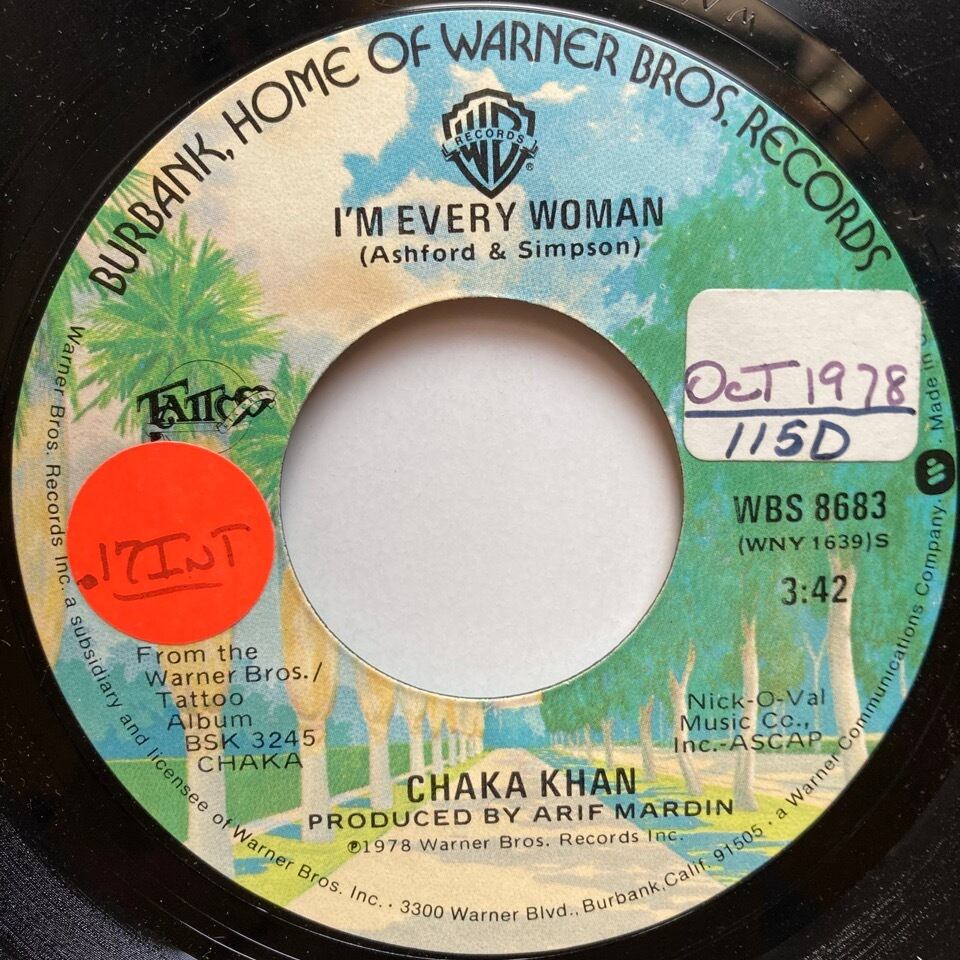 BURBANK, HOME OF WARNER BROS. RECORDS
WB
RECORDS
®
I'M EVERY WOMAN
(Ashford & Simpson)
TATTOO
OCT 1978
115D
.17INT
WBS 8683
(WNY 1639)S
3:42
From the
Warner Bros./
Tattoo
Album
BSK 3245
CHAKA
Nick-O-Val
Music Co.,
Inc.-ASCAP
CHAKA KHAN
PRODUCED BY ARIF MARDIN
℗1978 Warner Bros. Records Inc.
Warner Bros. Records Inc. a subsidiary and licensee of Warner Bros. Inc. · 3300 Warner Blvd., Burbank, Calif. 91505 · a Warner Communications Company. · Made in